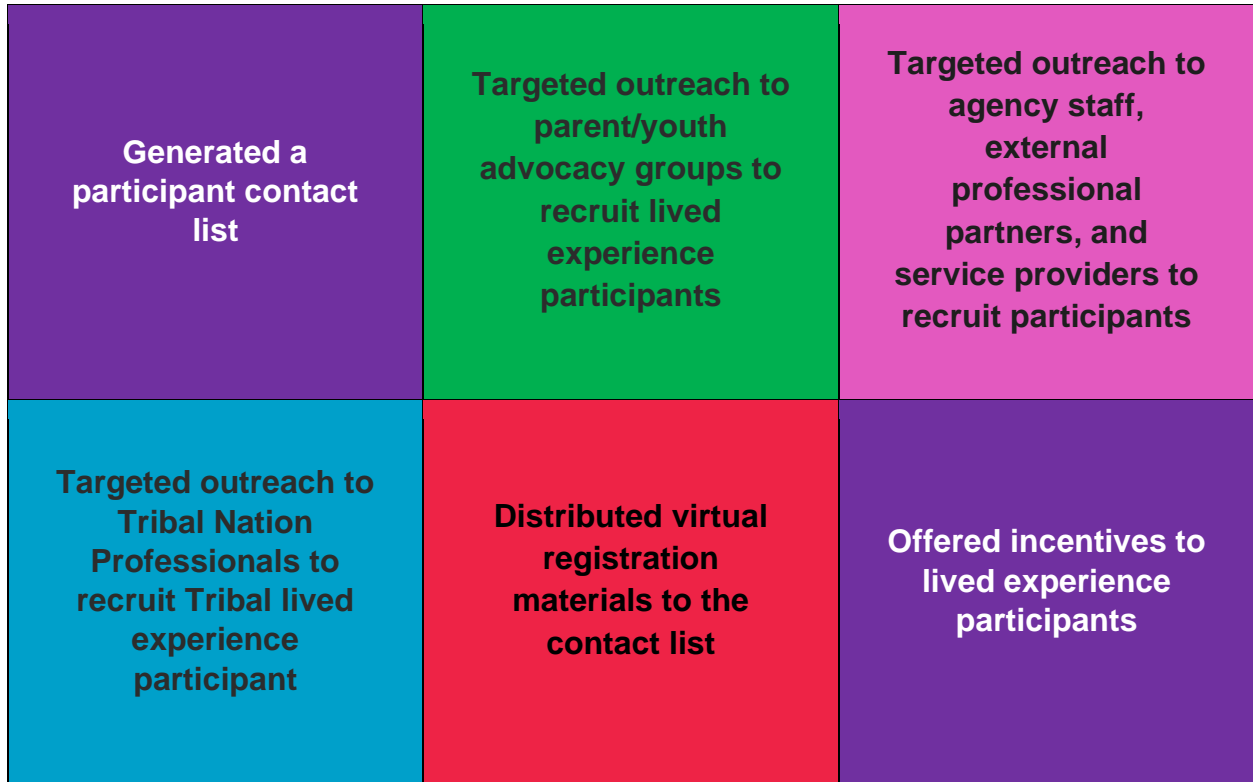 Generated a
participant contact
list
Targeted outreach to
parent/youth
advocacy groups to
recruit lived
experience
participants
Targeted outreach to
agency staff,
external
professional
partners, and
service providers to
recruit participants
Targeted outreach to
Tribal Nation
Professionals to
recruit Tribal lived
experience
participant
Distributed virtual
registration
materials to the
contact list
Offered incentives to
lived experience
participants